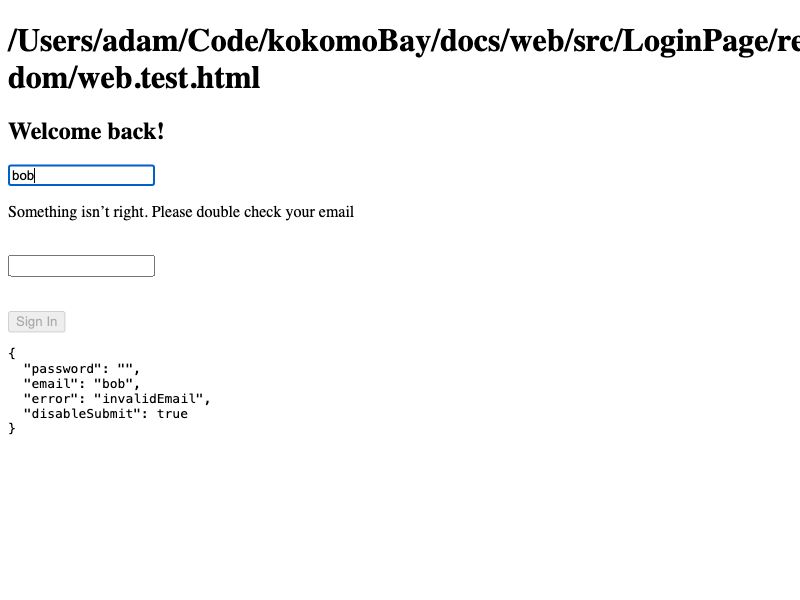 /Users/adam/Code/kokomoBay/docs/web/src/LoginPage/re
dom/web.test.html
Welcome back!
bob
Something isn’t right. Please double check your email
Sign In
{
  "password": "",
  "email": "bob",
  "error": "invalidEmail",
  "disableSubmit": true
}